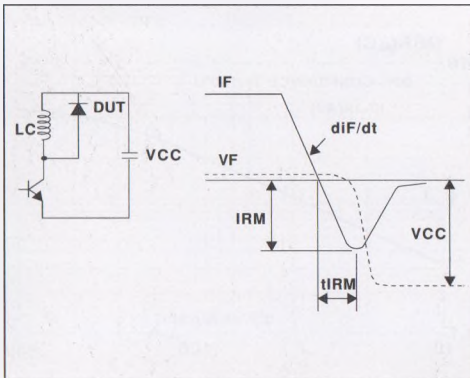 DUT
LC
VCC
IF
diF/dt
VF
IRM
VCC
tIRM